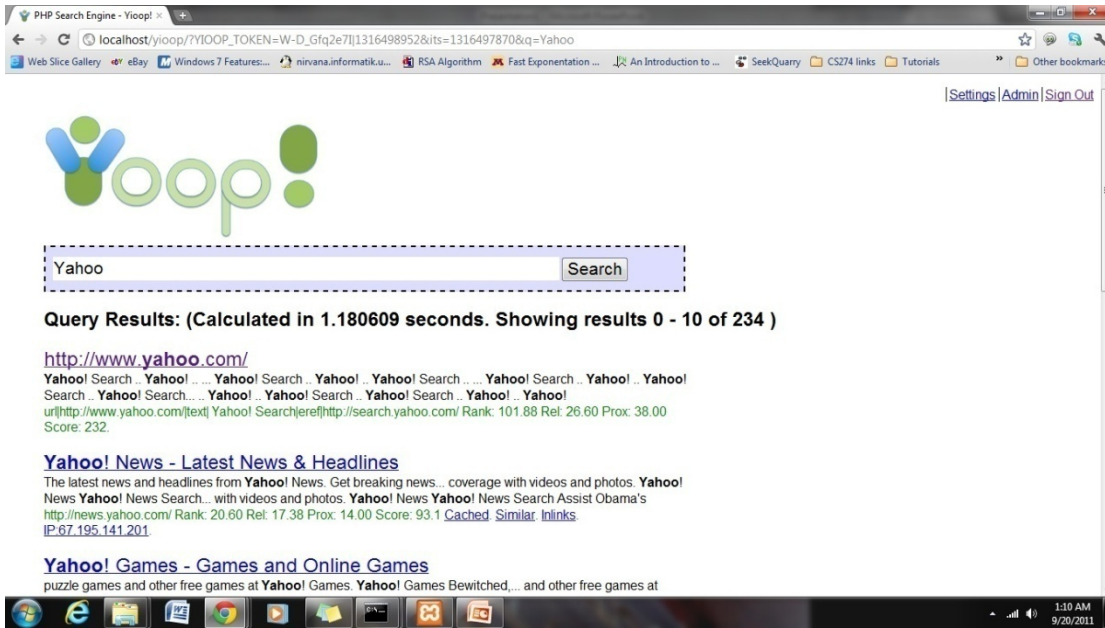 PHP Search Engine - Yioop!
localhost/yioop/?YIOOP_TOKEN=W-D_Gfq2e7I|1316498952&its=1316497870&q=Yahoo
Web Slice Gallery eBay Windows 7 Features:... nirvana.informatik.u... RSA Algorithm Fast Exponentation ... An Introduction to ... SeekQuarry CS274 links Tutorials » Other bookmarks
|Settings|Admin|Sign Out
Yioop!
Yahoo Search
Query Results: (Calculated in 1.180609 seconds. Showing results 0 - 10 of 234 )
http://www.yahoo.com/
Yahoo! Search .. Yahoo! .. ... Yahoo! Search .. Yahoo! .. Yahoo! Search .. ... Yahoo! Search .. Yahoo! .. Yahoo!
Search .. Yahoo! Search... .. Yahoo! .. Yahoo! Search .. Yahoo! Search .. Yahoo! .. Yahoo!
url|http://www.yahoo.com/|text| Yahoo! Search|eref|http://search.yahoo.com/ Rank: 101.88 Rel: 26.60 Prox: 38.00
Score: 232.
Yahoo! News - Latest News & Headlines
The latest news and headlines from Yahoo! News. Get breaking news... coverage with videos and photos. Yahoo!
News Yahoo! News Search... with videos and photos. Yahoo! News Yahoo! News Search Assist Obama's
http://news.yahoo.com/ Rank: 20.60 Rel: 17.38 Prox: 14.00 Score: 93.1 Cached. Similar. Inlinks.
IP:67.195.141.201.
Yahoo! Games - Games and Online Games
puzzle games and other free games at Yahoo! Games. Yahoo! Games Bewitched,... and other free games at
1:10 AM
9/20/2011